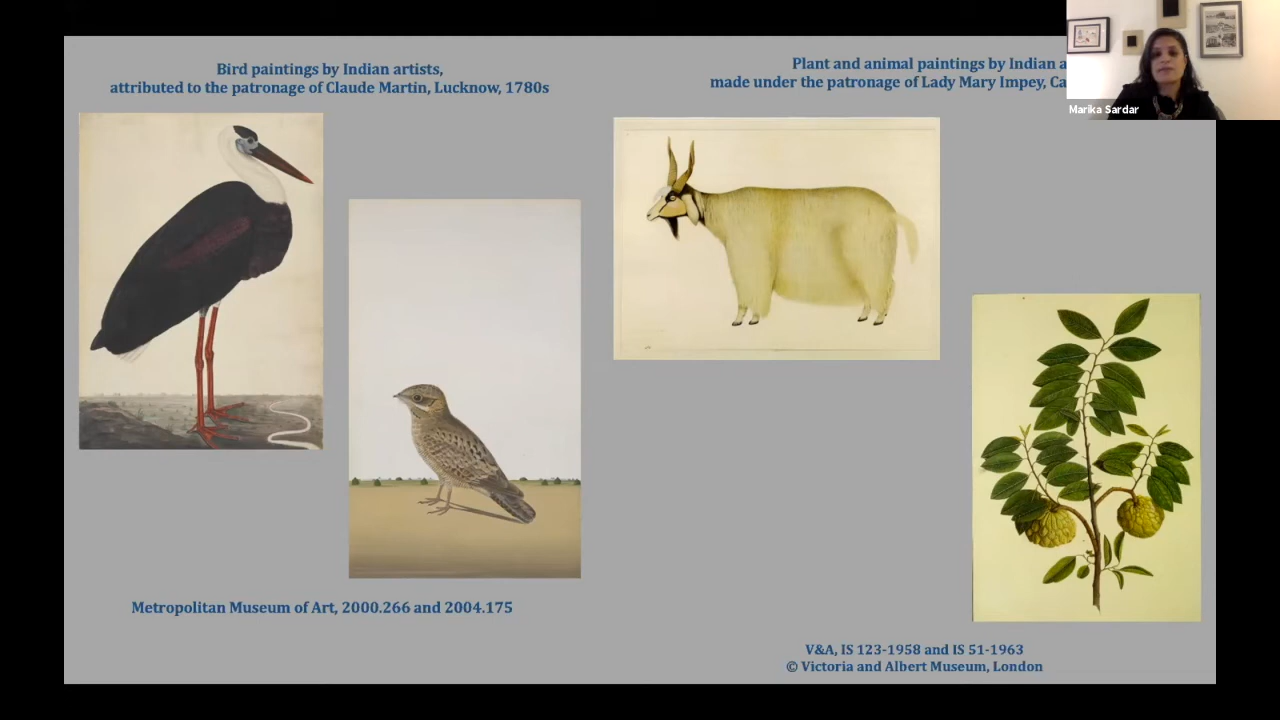 Bird paintings by Indian artists,
attributed to the patronage of Claude Martin, Lucknow, 1780s
Plant and animal paintings by Indian
made under the patronage of Lady Mary Impey,
Marika Sardar
Metropolitan Museum of Art, 2000.266 and 2004.175
V&A, IS 123-1958 and IS 51-1963
© Victoria and Albert Museum, London